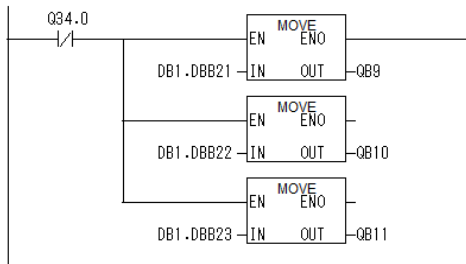 Q34.0
MOVE
EN ENO
DB1.DBB21 IN OUT QB9
MOVE
EN ENO
DB1.DBB22 IN OUT QB10
MOVE
EN ENO
DB1.DBB23 IN OUT QB11